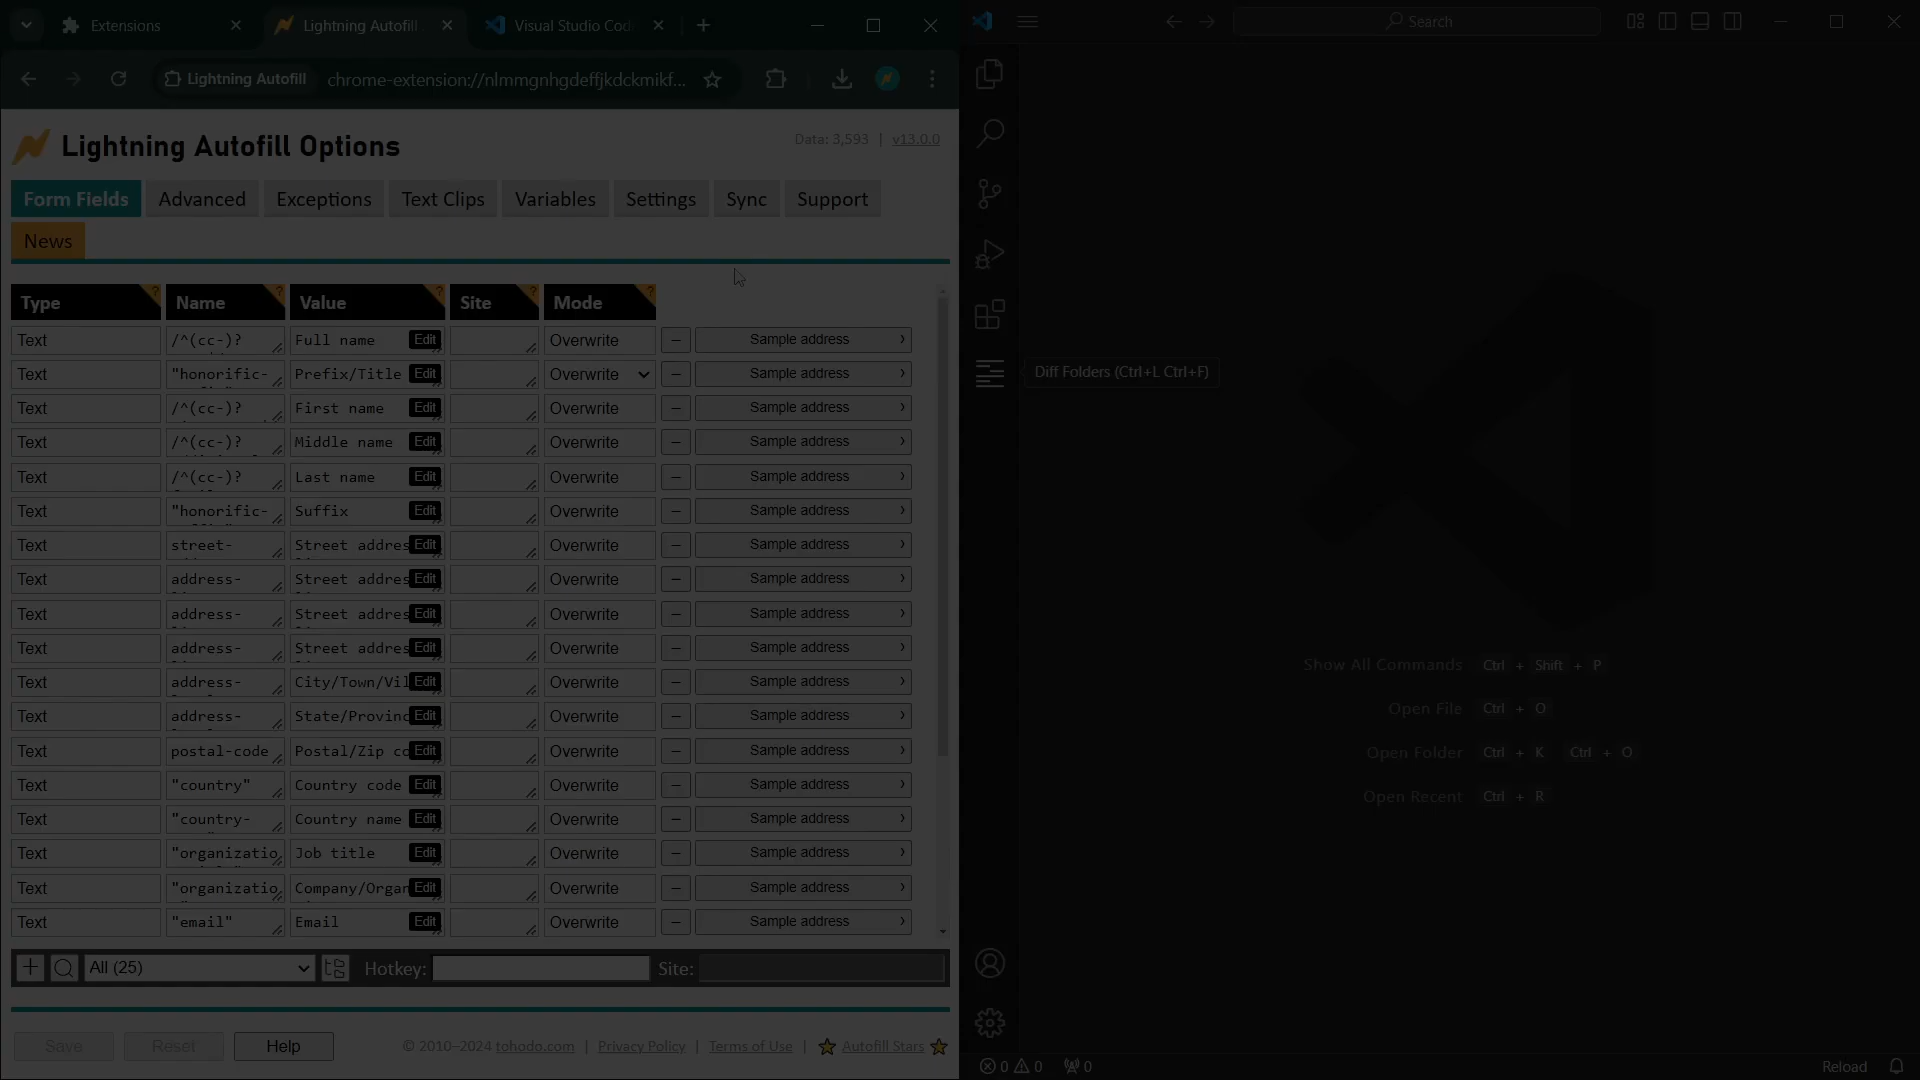 Extensions
Lightning Autofill
Visual Studio Cod
Lightning Autofill
chrome-extension://nlmmgnhgdeffjkdckmikf...
Lightning Autofill Options
Data: 3,593 | v13.0.0
Form Fields
Advanced
Exceptions
Text Clips
Variables
Settings
Sync
Support
News
Type ? Name ? Value ? Site ? Mode ?
Text /^(cc-)? Full name Edit Overwrite – Sample address ›
Text "honorific- Prefix/Title Edit Overwrite – Sample address ›
Text /^(cc-)? First name Edit Overwrite – Sample address ›
Text /^(cc-)? Middle name Edit Overwrite – Sample address ›
Text /^(cc-)? Last name Edit Overwrite – Sample address ›
Text "honorific- Suffix Edit Overwrite – Sample address ›
Text street- Street addres Edit Overwrite – Sample address ›
Text address- Street addres Edit Overwrite – Sample address ›
Text address- Street addres Edit Overwrite – Sample address ›
Text address- Street addres Edit Overwrite – Sample address ›
Text address- City/Town/Vil Edit Overwrite – Sample address ›
Text address- State/Provinc Edit Overwrite – Sample address ›
Text postal-code Postal/Zip co Edit Overwrite – Sample address ›
Text "country" Country code Edit Overwrite – Sample address ›
Text "country- Country name Edit Overwrite – Sample address ›
Text "organizatio Job title Edit Overwrite – Sample address ›
Text "organizatio Company/Organ Edit Overwrite – Sample address ›
Text "email" Email Edit Overwrite – Sample address ›
All (25)
Hotkey:
Site:
Save
Reset
Help
© 2010–2024 tohodo.com | Privacy Policy | Terms of Use | Autofill Stars
Search
Diff Folders (Ctrl+L Ctrl+F)
Show All Commands Ctrl + Shift + P
Open File Ctrl + O
Open Folder Ctrl + K Ctrl + O
Open Recent Ctrl + R
0 0 0
Reload